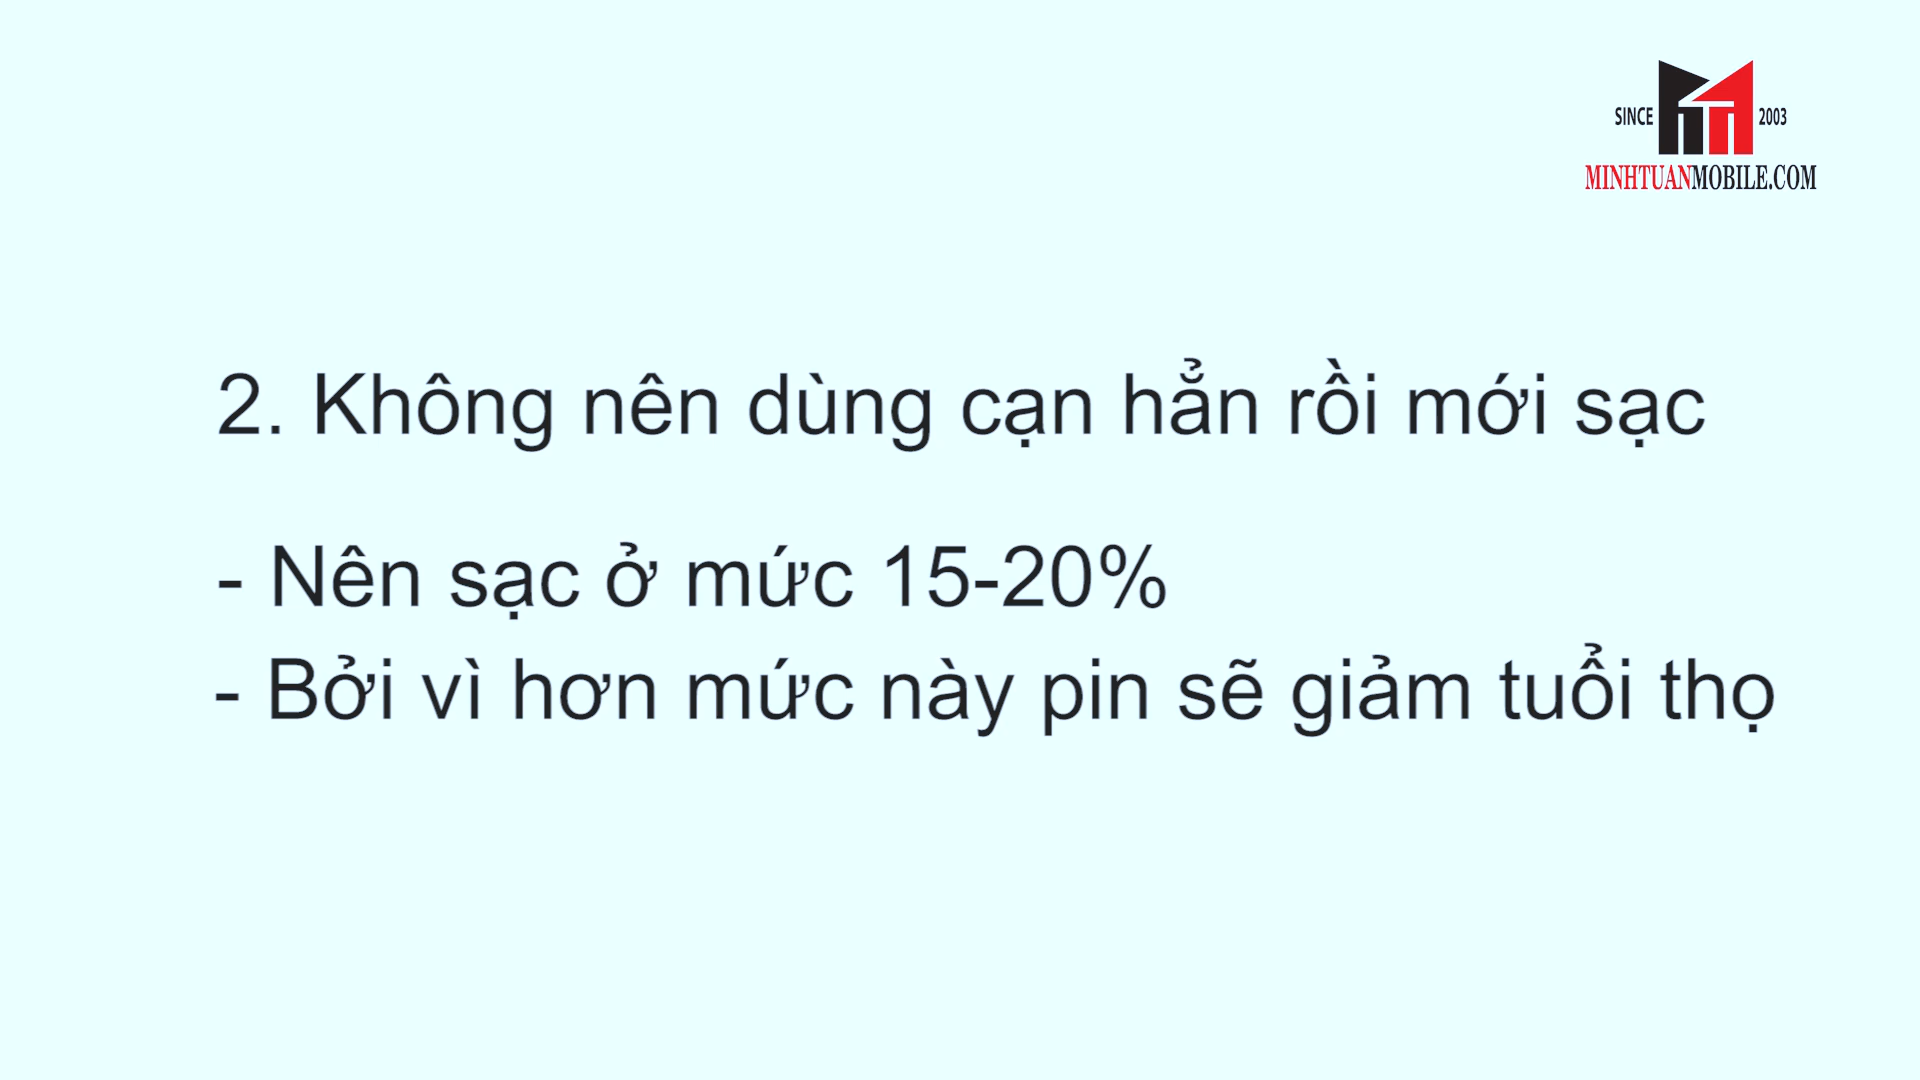 SINCE 2003
MINHTUANMOBILE.COM
2. Không nên dùng cạn hẳn rồi mới sạc
- Nên sạc ở mức 15-20%
- Bởi vì hơn mức này pin sẽ giảm tuổi thọ